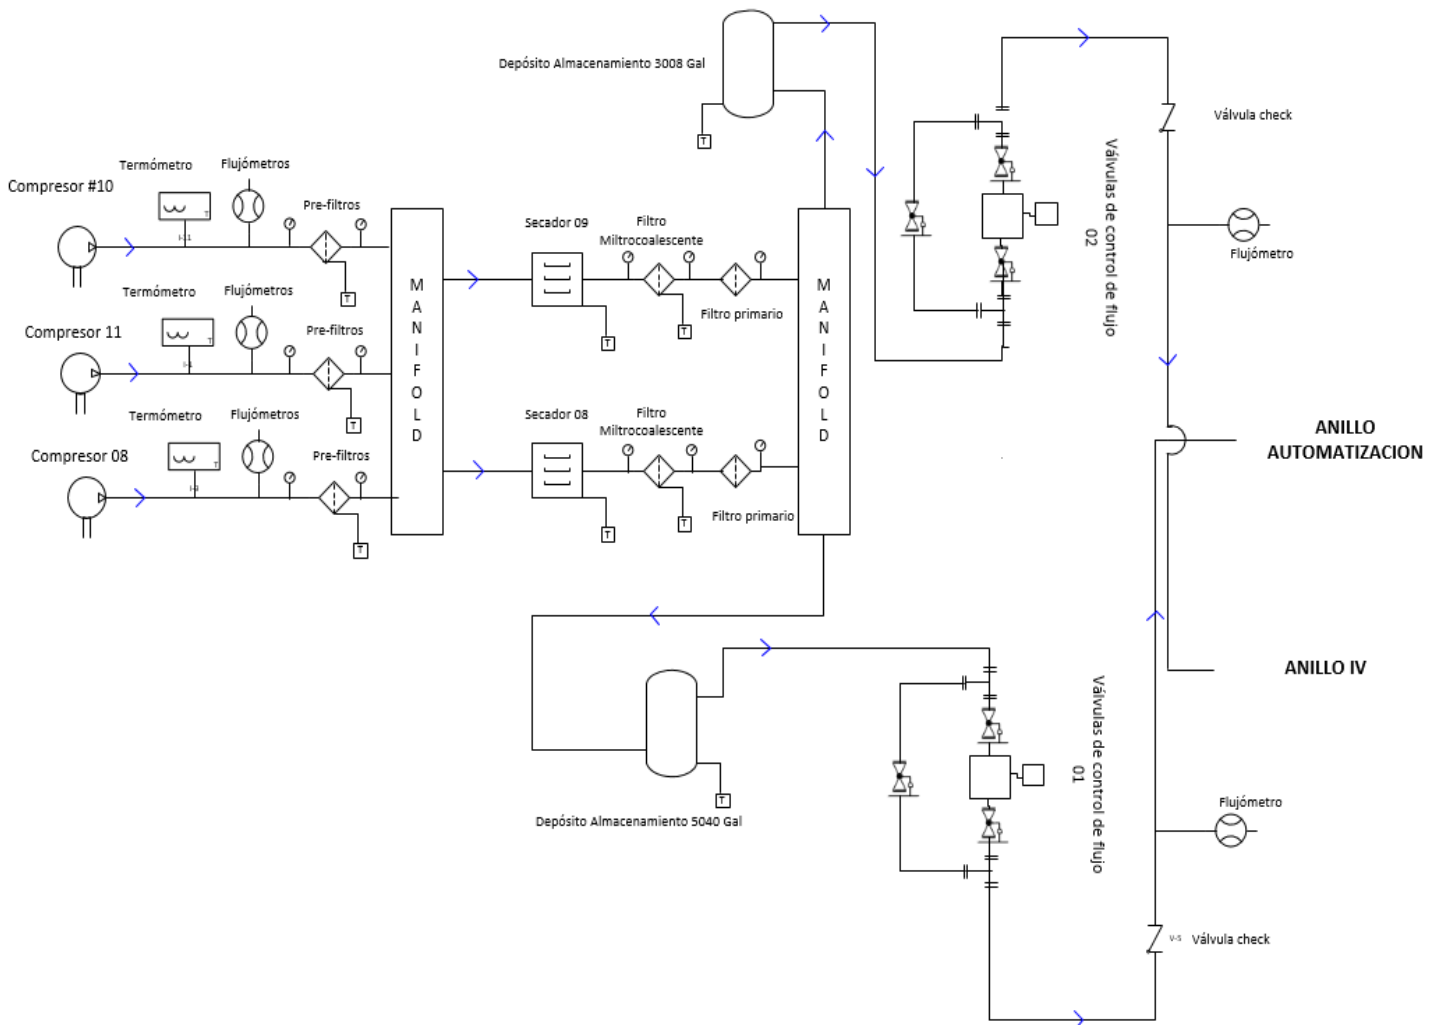 Depósito Almacenamiento 3008 Gal
T
Válvula check
Válvulas de control de flujo
02
Flujómetro
Termómetro
Flujómetros
Compresor #10
Pre-filtros
T
T
Termómetro
Flujómetros
Compresor 11
Pre-filtros
T
T
Termómetro
Flujómetros
Compresor 08
Pre-filtros
T
T
MANIFOLD
Secador 09
Filtro
Miltrocoalescente
T
T
Filtro primario
Secador 08
Filtro
Miltrocoalescente
T
T
Filtro primario
MANIFOLD
ANILLO
AUTOMATIZACION
ANILLO IV
T
Depósito Almacenamiento 5040 Gal
Válvulas de control de flujo
01
Flujómetro
V-5
Válvula check